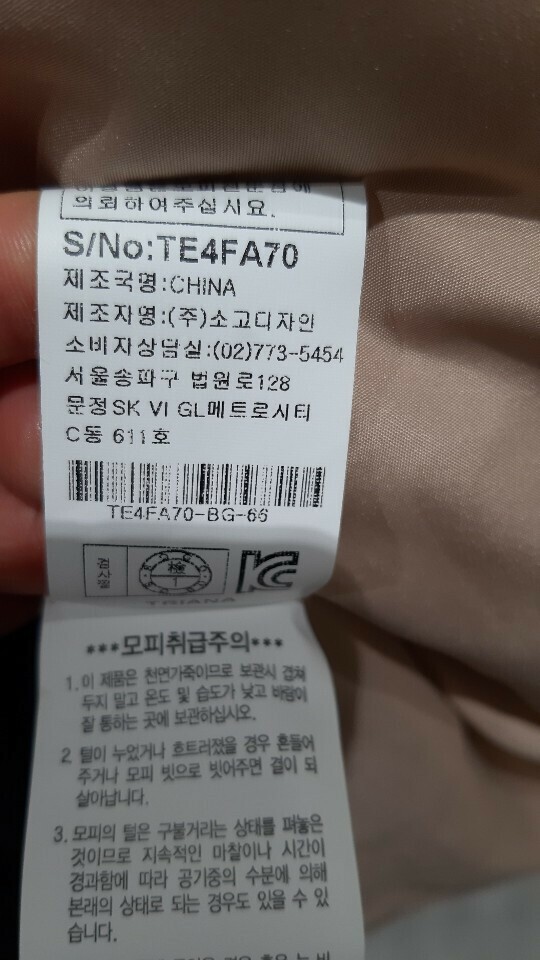 의뢰하여주십시요.
S/No:TE4FA70
제조국명:CHINA
제조자명:(주)소고디자인
소비자상담실:(02)773-5454
서울송파구 법원로128
문정SK VI GL메트로시티
C동 611호
TE4FA70-BG-66
검사필
***모피취급주의***
1. 이 제품은 천연가죽이므로 보관시 겹쳐
두지 말고 온도 및 습도가 낮고 바람이
잘 통하는 곳에 보관하십시오.
2. 털이 누었거나 흐트러졌을 경우 흔들어
주거나 모피 빗으로 빗어주면 결이 되
살아납니다.
3. 모피의 털은 구불거리는 상태를 펴놓은
것이므로 지속적인 마찰이나 시간이
경과함에 따라 공기중의 수분에 의해
본래의 상태로 되는 경우도 있을 수 있
습니다.